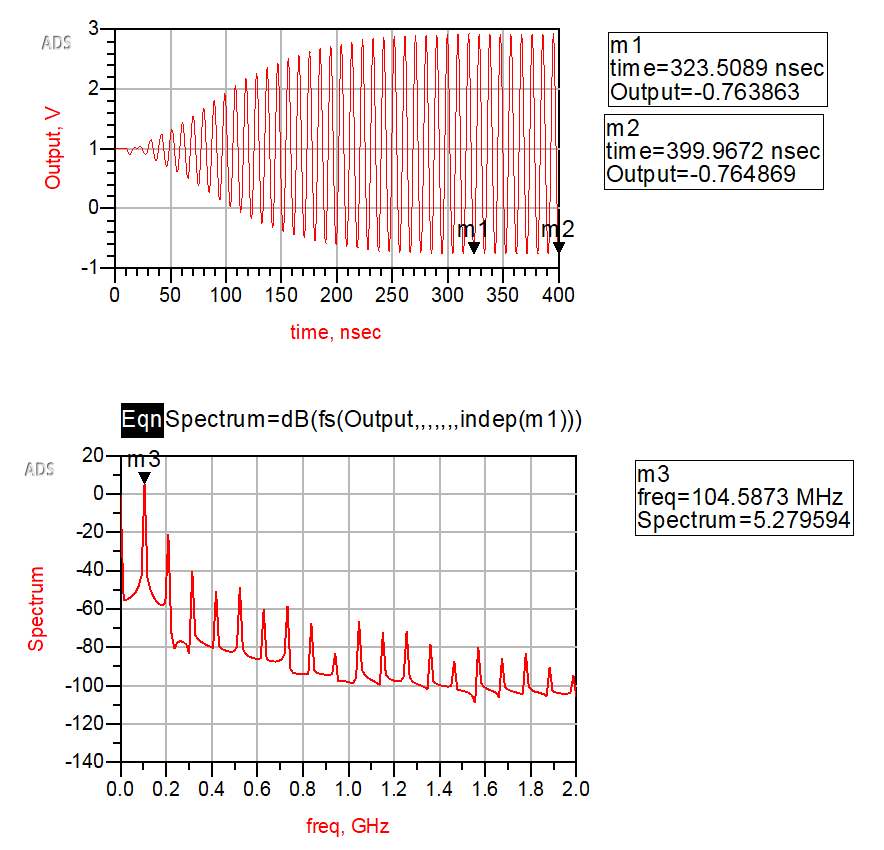 ADS
3
2
1
0
-1
Output, V
m1
m2
0 50 100 150 200 250 300 350 400
time, nsec
m1
time=323.5089 nsec
Output=-0.763863
m2
time=399.9672 nsec
Output=-0.764869
Eqn Spectrum=dB(fs(Output,,,,,,,indep(m1)))
ADS
20
0
-20
-40
-60
-80
-100
-120
-140
Spectrum
m3
0.0 0.2 0.4 0.6 0.8 1.0 1.2 1.4 1.6 1.8 2.0
freq, GHz
m3
freq=104.5873 MHz
Spectrum=5.279594